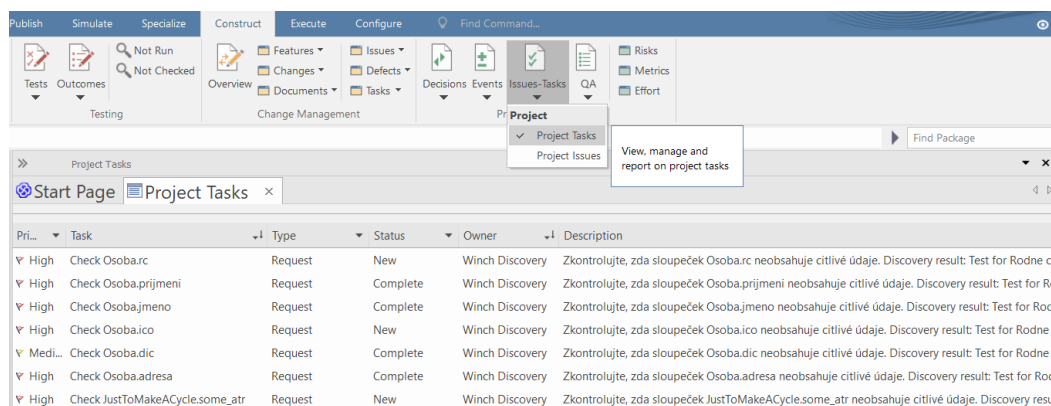 Publish Simulate Specialize Construct Execute Configure Find Command...
Not Run Features Issues Risks
Not Checked Changes Defects Metrics
Tests Outcomes Overview Documents Tasks Decisions Events Issues-Tasks QA Effort
Testing Change Management Pr
Project
Project Tasks
Project Issues
View, manage and
report on project tasks
Find Package
Project Tasks
Start Page Project Tasks
Pri... Task Type Status Owner Description
High Check Osoba.rc Request New Winch Discovery Zkontrolujte, zda sloupeček Osoba.rc neobsahuje citlivé údaje. Discovery result: Test for Rodne c
High Check Osoba.prijmeni Request Complete Winch Discovery Zkontrolujte, zda sloupeček Osoba.prijmeni neobsahuje citlivé údaje. Discovery result: Test for R
High Check Osoba.jmeno Request Complete Winch Discovery Zkontrolujte, zda sloupeček Osoba.jmeno neobsahuje citlivé údaje. Discovery result: Test for Rod
High Check Osoba.ico Request New Winch Discovery Zkontrolujte, zda sloupeček Osoba.ico neobsahuje citlivé údaje. Discovery result: Test for Rodne
Medi... Check Osoba.dic Request Complete Winch Discovery Zkontrolujte, zda sloupeček Osoba.dic neobsahuje citlivé údaje. Discovery result: Test for Rodne
High Check Osoba.adresa Request Complete Winch Discovery Zkontrolujte, zda sloupeček Osoba.adresa neobsahuje citlivé údaje. Discovery result: Test for Rod
High Check JustToMakeACycle.some_atr Request New Winch Discovery Zkontrolujte, zda sloupeček JustToMakeACycle.some_atr neobsahuje citlivé údaje. Discovery resu